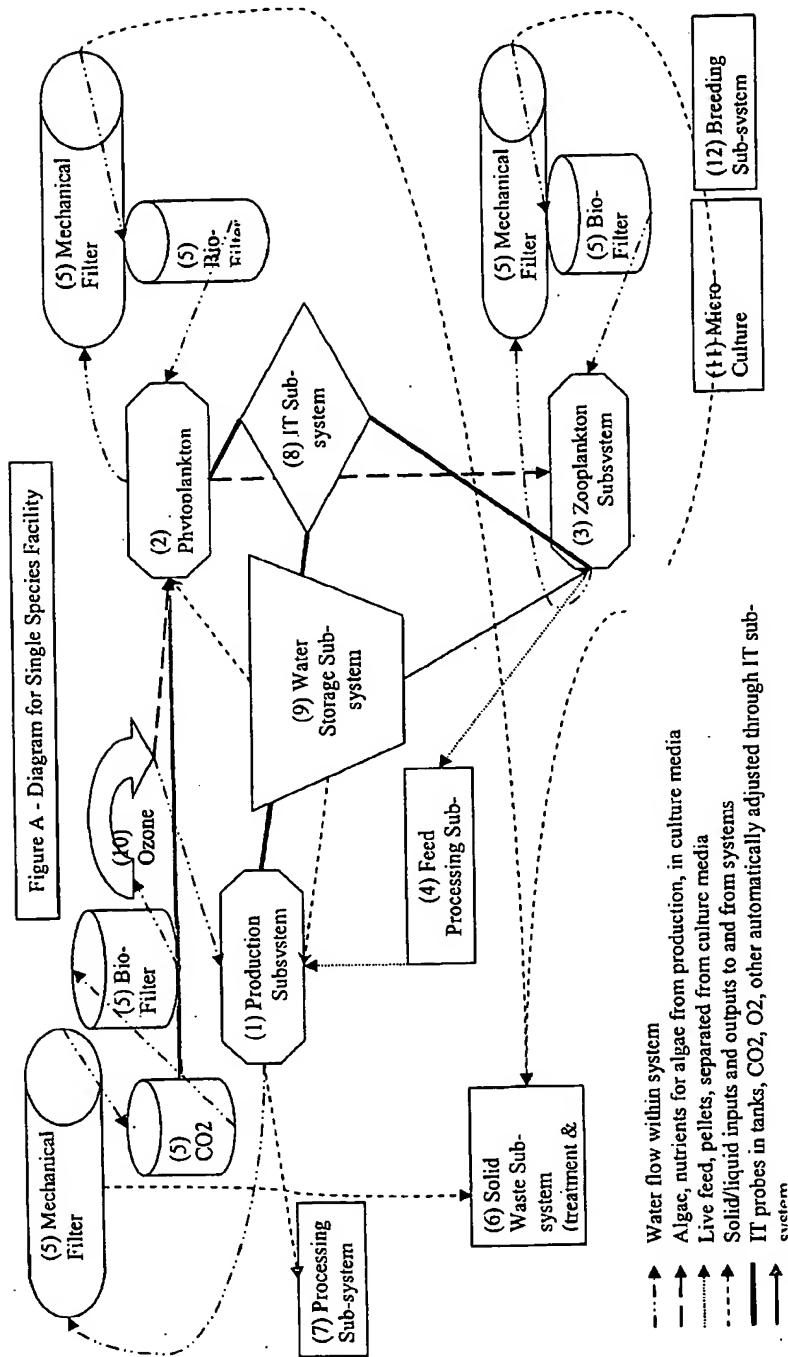 Figure A - Diagram for Single Species Facility
(5) Mechanical
Filter
(5)
CO2
(5) Bio-
Filter
(10)
Ozone
(2)
Phytoplankton
(5) Mechanical
Filter
(5)
Bio-
Filter
(1) Production
Subsystem
(9) Water
Storage Sub-
system
(8) IT Sub-
system
(7) Processing
Sub-system
(6) Solid
Waste Sub-
system
(treatment &
(4) Feed
Processing Sub-
(3) Zooplankton
Subsystem
(5) Mechanical
Filter
(5) Bio-
Filter
(11) Micro-
Culture
(12) Breeding
Sub-system
Water flow within system
Algae, nutrients for algae from production, in culture media
Live feed, pellets, separated from culture media
Solid/liquid inputs and outputs to and from systems
IT probes in tanks, CO2, O2, other automatically adjusted through IT sub-
system